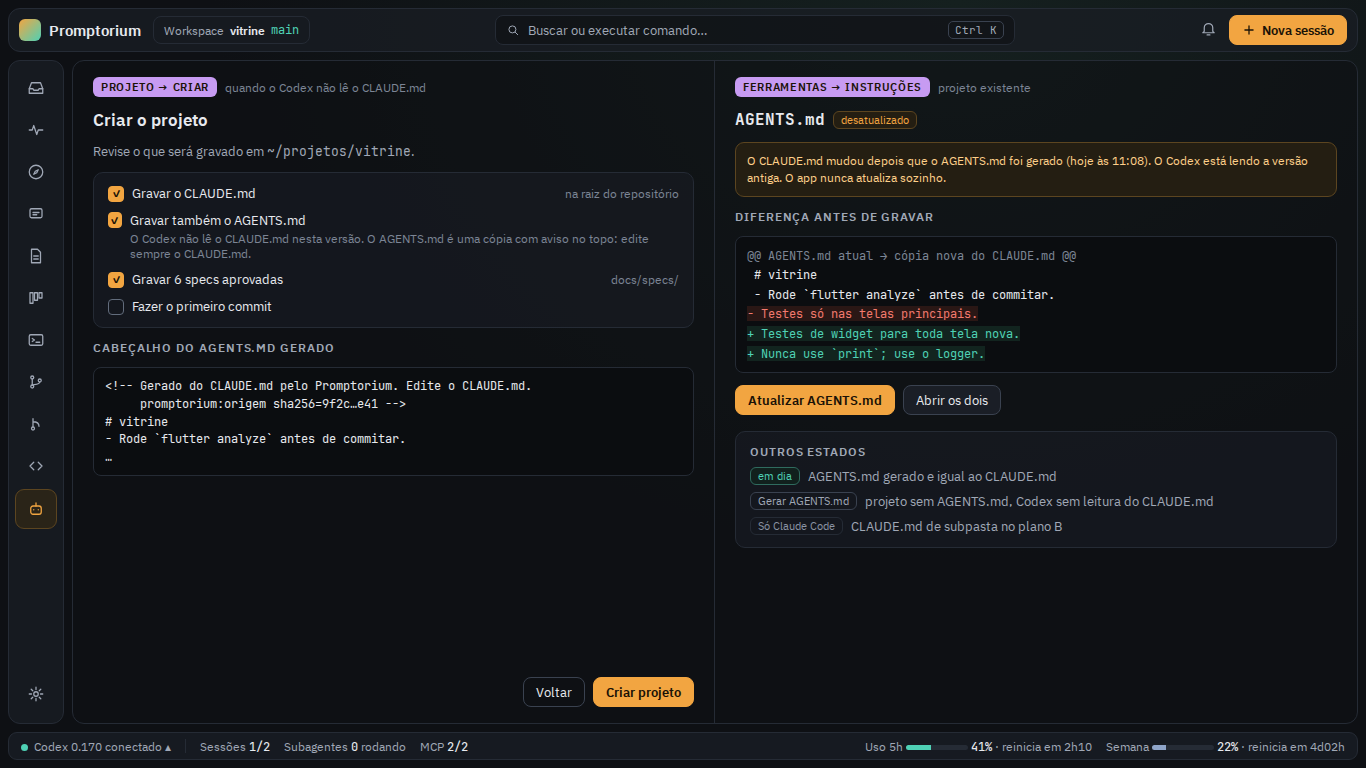 Promptorium
Workspace vitrine main
Buscar ou executar comando…
Ctrl K
+ Nova sessão
PROJETO → CRIAR
quando o Codex não lê o CLAUDE.md
Criar o projeto
Revise o que será gravado em ~/projetos/vitrine.
Gravar o CLAUDE.md
na raiz do repositório
Gravar também o AGENTS.md
O Codex não lê o CLAUDE.md nesta versão. O AGENTS.md é uma cópia com aviso no topo: edite
sempre o CLAUDE.md.
Gravar 6 specs aprovadas
docs/specs/
Fazer o primeiro commit
CABEÇALHO DO AGENTS.MD GERADO
<!-- Gerado do CLAUDE.md pelo Promptorium. Edite o CLAUDE.md.
promptorium:origem sha256=9f2c…e41 -->
# vitrine
- Rode `flutter analyze` antes de commitar.
…
Voltar
Criar projeto
FERRAMENTAS → INSTRUÇÕES
projeto existente
AGENTS.md
desatualizado
O CLAUDE.md mudou depois que o AGENTS.md foi gerado (hoje às 11:08). O Codex está lendo a versão
antiga. O app nunca atualiza sozinho.
DIFERENÇA ANTES DE GRAVAR
@@ AGENTS.md atual → cópia nova do CLAUDE.md @@
# vitrine
- Rode `flutter analyze` antes de commitar.
- Testes só nas telas principais.
+ Testes de widget para toda tela nova.
+ Nunca use `print`; use o logger.
Atualizar AGENTS.md
Abrir os dois
OUTROS ESTADOS
em dia
AGENTS.md gerado e igual ao CLAUDE.md
Gerar AGENTS.md
projeto sem AGENTS.md, Codex sem leitura do CLAUDE.md
Só Claude Code
CLAUDE.md de subpasta no plano B
Codex 0.170 conectado ▴
Sessões 1/2
Subagentes 0 rodando
MCP 2/2
Uso 5h 41% · reinicia em 2h10
Semana 22% · reinicia em 4d02h